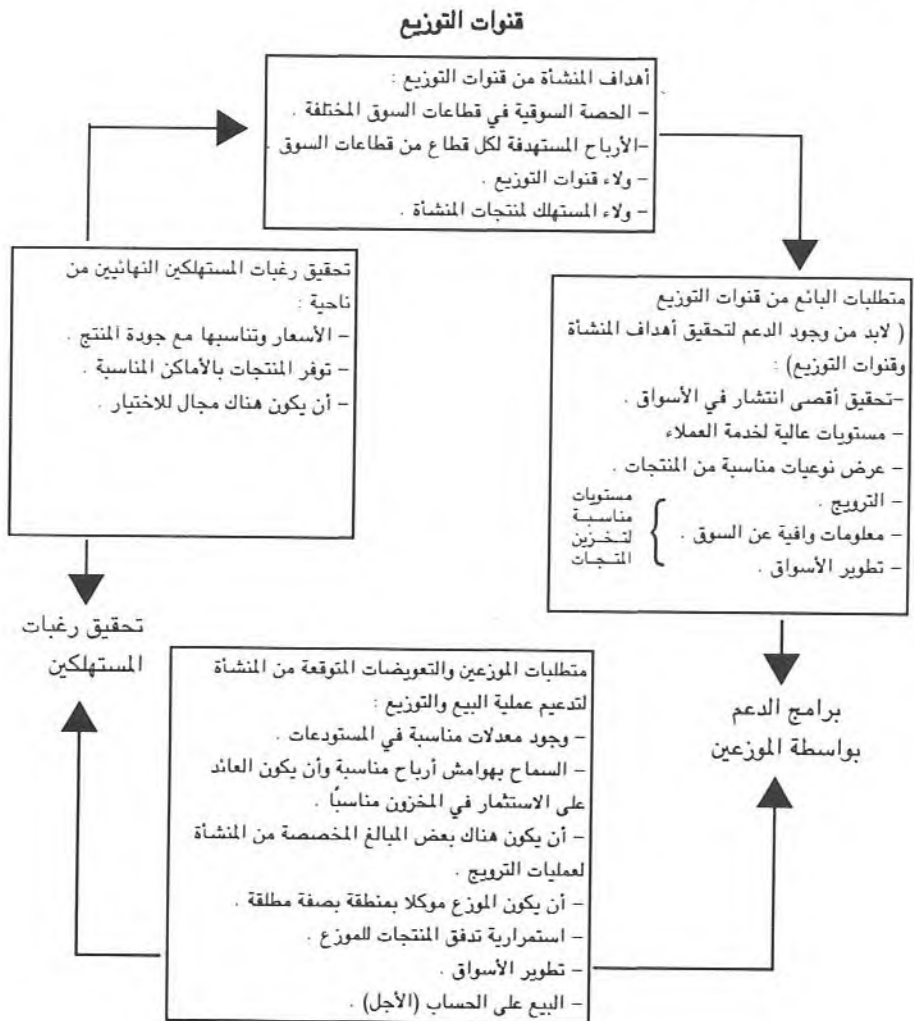 قنوات التوزيع
أهداف المنشأة من قنوات التوزيع :
– الحصة السوقية في قطاعات السوق المختلفة .
–الأرباح المستهدفة لكل قطاع من قطاعات السوق .
– ولاء قنوات التوزيع .
– ولاء المستهلك لمنتجات المنشأة .
متطلبات البائع من قنوات التوزيع
( لابد من وجود الدعم لتحقيق أهداف المنشأة
وقنوات التوزيع) :
–تحقيق أقصى انتشار في الأسواق .
– مستويات عالية لخدمة العملاء
– عرض نوعيات مناسبة من المنتجات .
– الترويج .
– معلومات وافية عن السوق .
– تطوير الأسواق .
مستويات
مناسبة
لتخزين
المتجات
برامج الدعم
بواسطة الموزعين
متطلبات الموزعين والتعويضات المتوقعة من المنشأة
لتدعيم عملية البيع والتوزيع :
– وجود معدلات مناسبة في المستودعات .
– السماح بهوامش أرباح مناسبة وأن يكون العائد
على الاستثمار في المخزون مناسبًا .
– أن يكون هناك بعض المبالغ المخصصة من المنشأة
لعمليات الترويج .
– أن يكون الموزع موكلا بمنطقة بصفة مطلقة .
– استمرارية تدفق المنتجات للموزع .
– تطوير الأسواق .
– البيع على الحساب (الأجل) .
تحقيق رغبات المستهلكين النهائيين من
ناحية :
– الأسعار وتناسبها مع جودة المنتج .
– توفر المنتجات بالأماكن المناسبة .
– أن يكون هناك مجال للاختيار .
تحقيق رغبات
المستهلكين